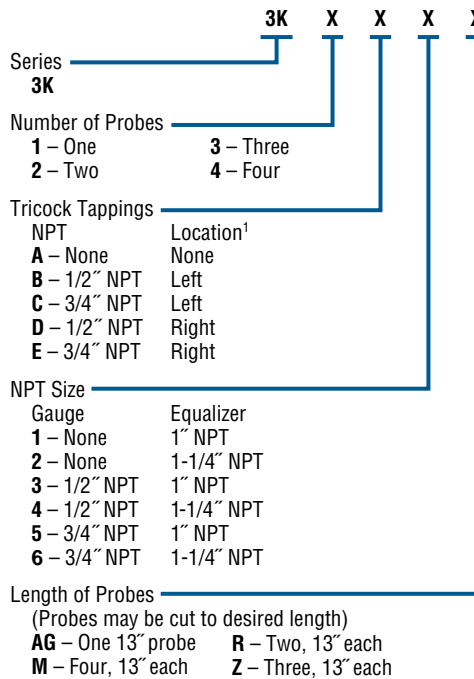 3K X X X X
Series
3K
Number of Probes
1 – One 3 – Three
2 – Two 4 – Four
Tricock Tappings
NPT Location¹
A – None None
B – 1/2˝ NPT Left
C – 3/4˝ NPT Left
D – 1/2˝ NPT Right
E – 3/4˝ NPT Right
NPT Size
Gauge Equalizer
1 – None 1˝ NPT
2 – None 1-1/4˝ NPT
3 – 1/2˝ NPT 1˝ NPT
4 – 1/2˝ NPT 1-1/4˝ NPT
5 – 3/4˝ NPT 1˝ NPT
6 – 3/4˝ NPT 1-1/4˝ NPT
Length of Probes
(Probes may be cut to desired length)
AG – One 13˝ probe R – Two, 13˝ each
M – Four, 13˝ each Z – Three, 13˝ each